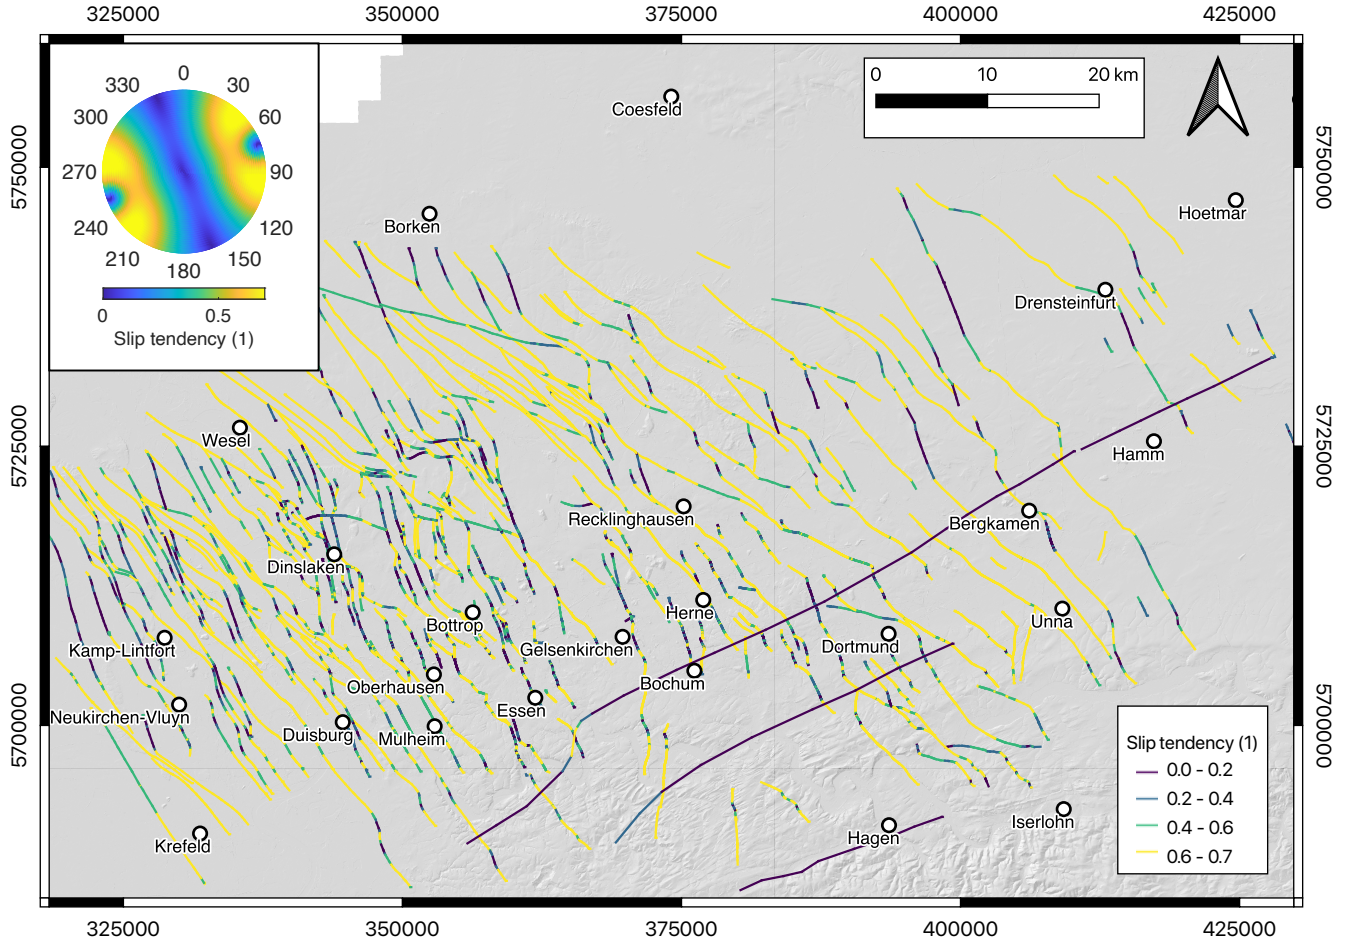 325000
350000
375000
400000
425000
0
30
60
90
120
150
180
210
240
270
300
330
0
0.5
Slip tendency (1)
0
10
20 km
5750000
5725000
5700000
5750000
5725000
5700000
Coesfeld
Borken
Hoetmar
Drensteinfurt
Wesel
Hamm
Recklinghausen
Bergkamen
Dinslaken
Herne
Unna
Bottrop
Gelsenkirchen
Dortmund
Kamp-Lintfort
Oberhausen
Bochum
Essen
Neukirchen-Vluyn
Duisburg
Mulheim
Krefeld
Hagen
Iserlohn
Slip tendency (1)
0.0 - 0.2
0.2 - 0.4
0.4 - 0.6
0.6 - 0.7
325000
350000
375000
400000
425000